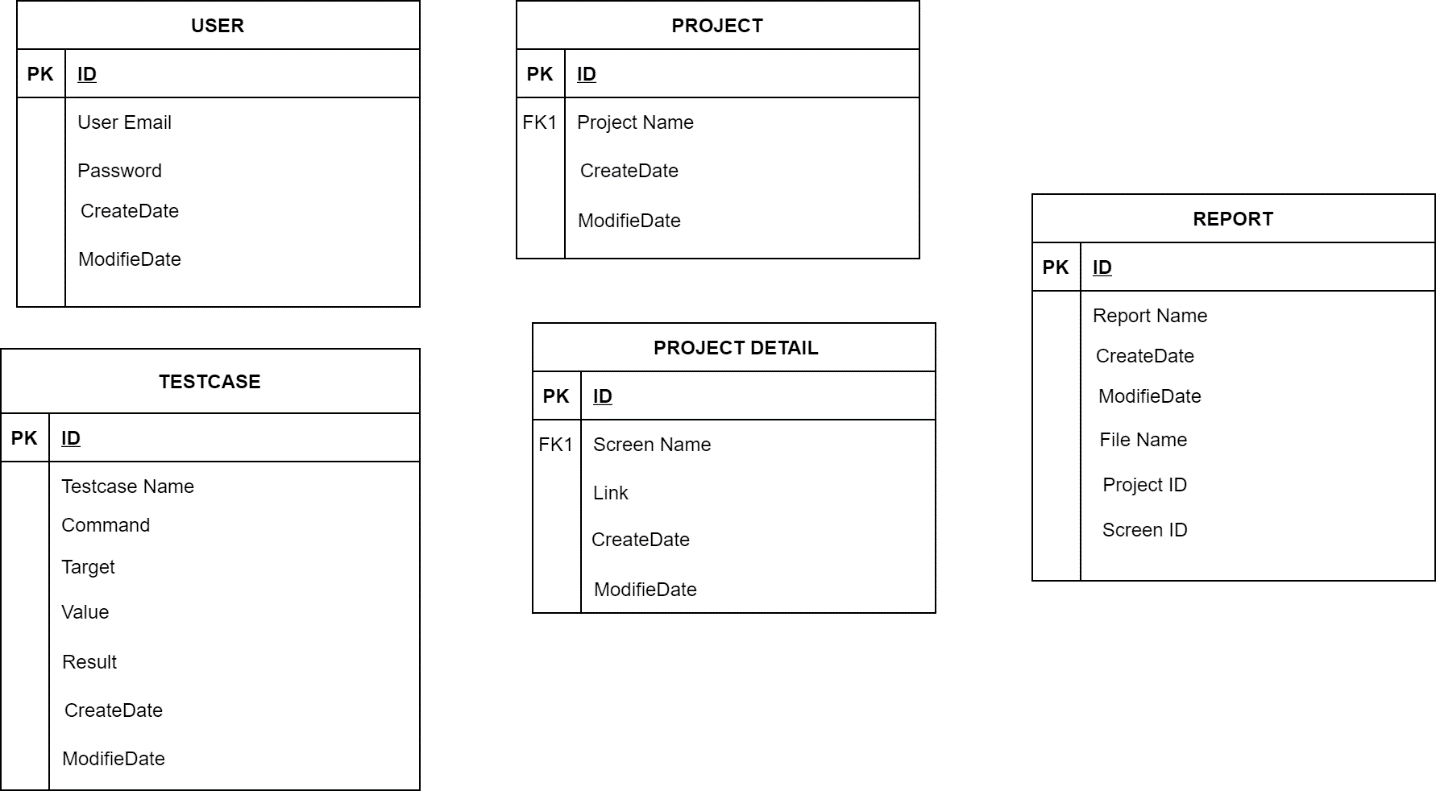 USER
PK ID
User Email
Password
CreateDate
ModifieDate
PROJECT
PK ID
FK1 Project Name
CreateDate
ModifieDate
REPORT
PK ID
Report Name
CreateDate
ModifieDate
File Name
Project ID
Screen ID
TESTCASE
PK ID
Testcase Name
Command
Target
Value
Result
CreateDate
ModifieDate
PROJECT DETAIL
PK ID
FK1 Screen Name
Link
CreateDate
ModifieDate